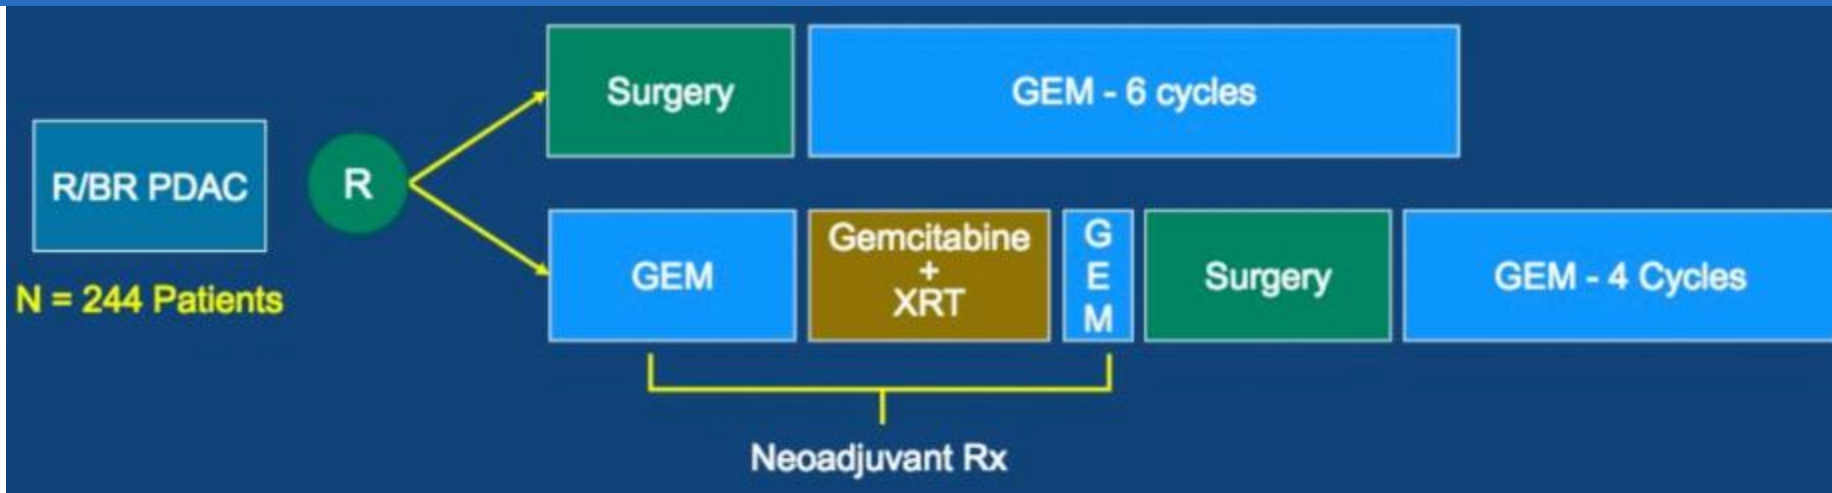 R/BR PDAC
N = 244 Patients
R
Surgery
GEM - 6 cycles
GEM
Gemcitabine
+
XRT
G
E
M
Surgery
GEM - 4 Cycles
Neoadjuvant Rx